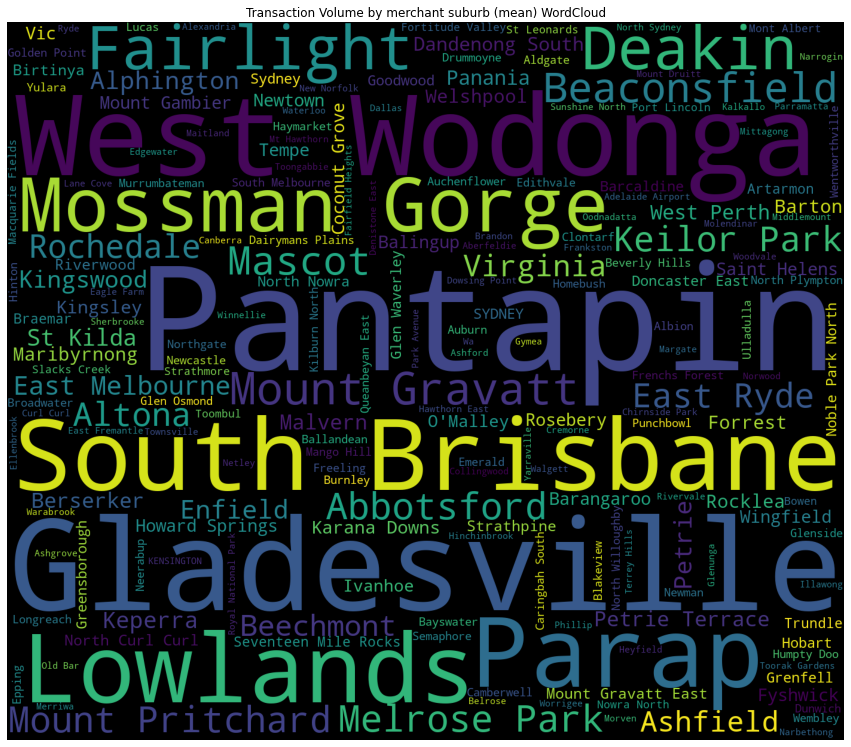 Transaction Volume by merchant suburb (mean) WordCloud
Vic
Ryde
Lucas
Alexandria
Fairlight
Fortitude Valley
St Leonards
North Sydney
Mont Albert
Golden Point
Dandenong South
Drummoyne
Aldgate
Deakin
Narrogin
Birtinya
Alphington
Sydney
New Norfolk
Goodwood
Panania
Mount Druitt
Beaconsfield
Yulara
Mount Gambier
Newtown
Dallas
Welshpool
Sunshine North
Port Lincoln
Kalkallo
Parramatta
Waterloo
Maitland
Haymarket
Mt Hawthorn
West Wodonga
Mittagong
Edgewater
Tempe
Toongabbie
Coconut Grove
Fairfield Heights
Wentworthville
Macquarie Fields
Lane Cove
Murrumbateman
South Melbourne
Denistone East
Auchenflower
Edithvale
Barcaldine
Artarmon
Adelaide Airport
Mossman Gorge
Oodnadatta
West Perth
Barton
Middlemount
Canberra
Dairymans Plains
Brandon
Molendinar
Rochedale
Balingup
Aberfeldie
Clontarf
Frankston
Keilor Park
Riverwood
Mascot
Virginia
Beverly Hills
Woodvale
Hinton
Kingswood
North Nowra
Glen Waverley
Dowsing Point
Homebush
Doncaster East
Saint Helens
North Plympton
Eagle Farm
Pantapin
Kingsley
Braemar
Sherbrooke
Winnellie
Kilburn North
SYDNEY
Albion
Ulladulla
St Kilda
Northgate
Queanbeyan East
Park Avenue
Auburn
Wa
Gymea
Margate
Noble Park North
Maribyrnong
Newcastle
Ashford
Slacks Creek
Strathmore
Frenchs Forest
Norwood
East Melbourne
Mount Gravatt
East Ryde
Broadwater
Curl Curl
Glen Osmond
Toombul
Hawthorn East
Chirnside Park
Ellenbrook
Altona
Malvern
O'Malley
Rosebery
Punchbowl
Forrest
East Fremantle
Townsville
Ballandean
Cremorne
South Brisbane
Yarraville
Netley
Mango Hill
Freeling
Burnley
Emerald
Collingwood
Walgett
Berserker
Enfield
Abbotsford
Barangaroo
Rivervale
Rocklea
Bowen
Warabrook
Howard Springs
Karana Downs
Strathpine
Wingfield
Greensborough
Neerabup
Hinchinbrook
Caringbah South
Blakeview
North Willoughby
Terrey Hills
Petrie
Glenunga
Glenside
Ashgrove
KENSINGTON
Royal National Park
Gladesville
Ivanhoe
Newman
Illawong
Longreach
Keperra
Beechmont
Bayswater
Phillip
Petrie Terrace
Trundle
North Curl Curl
Seventeen Mile Rocks
Semaphore
Heyfield
Hobart
Epping
Old Bar
Lowlands
Parap
Humpty Doo
Toorak Gardens
Camberwell
Grenfell
Merriwa
Belrose
Mount Gravatt East
Fyshwick
Worrigee
Nowra North
Dunwich
Mount Pritchard
Melrose Park
Morven
Ashfield
Wembley
Narbethong